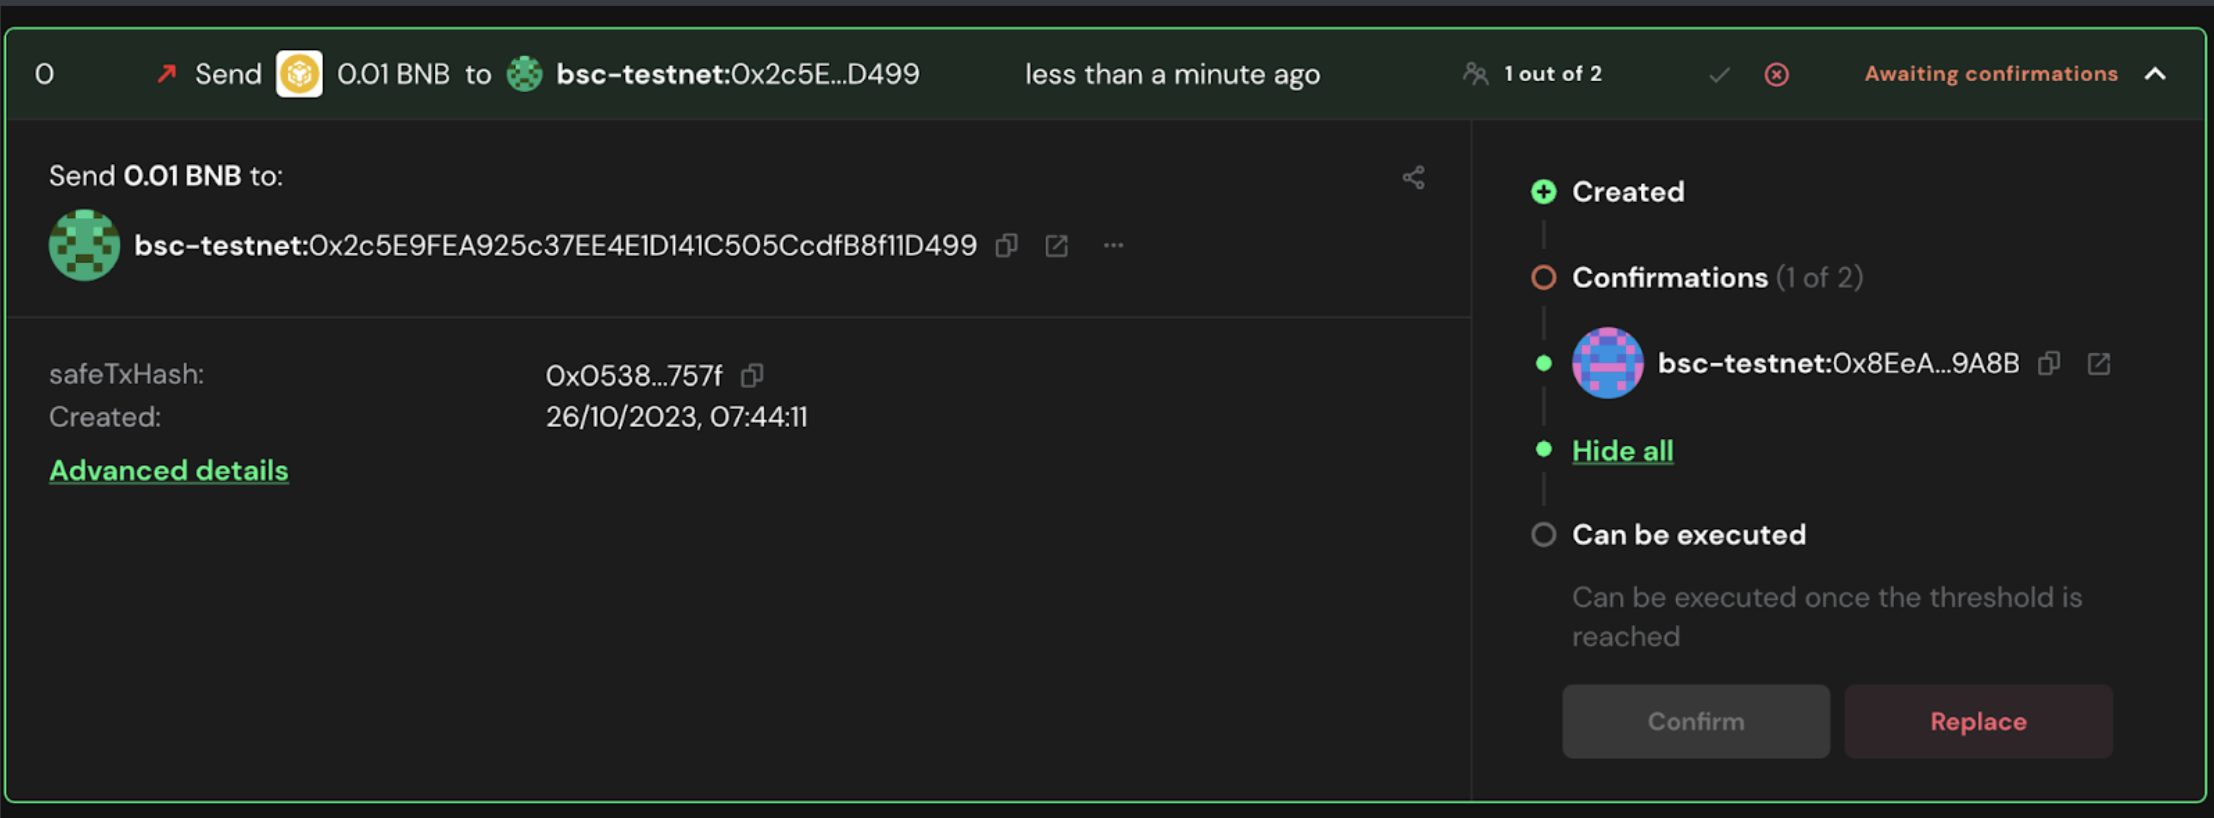 0 Send 0.01 BNB to bsc-testnet:0x2c5E...D499 less than a minute ago 1 out of 2 Awaiting confirmations
Send 0.01 BNB to:
bsc-testnet:0x2c5E9FEA925c37EE4E1D141C505CcdfB8f11D499 ...
safeTxHash: 0x0538...757f
Created: 26/10/2023, 07:44:11
Advanced details
Created
Confirmations (1 of 2)
bsc-testnet:0x8EeA...9A8B
Hide all
Can be executed
Can be executed once the threshold is
reached
Confirm Replace